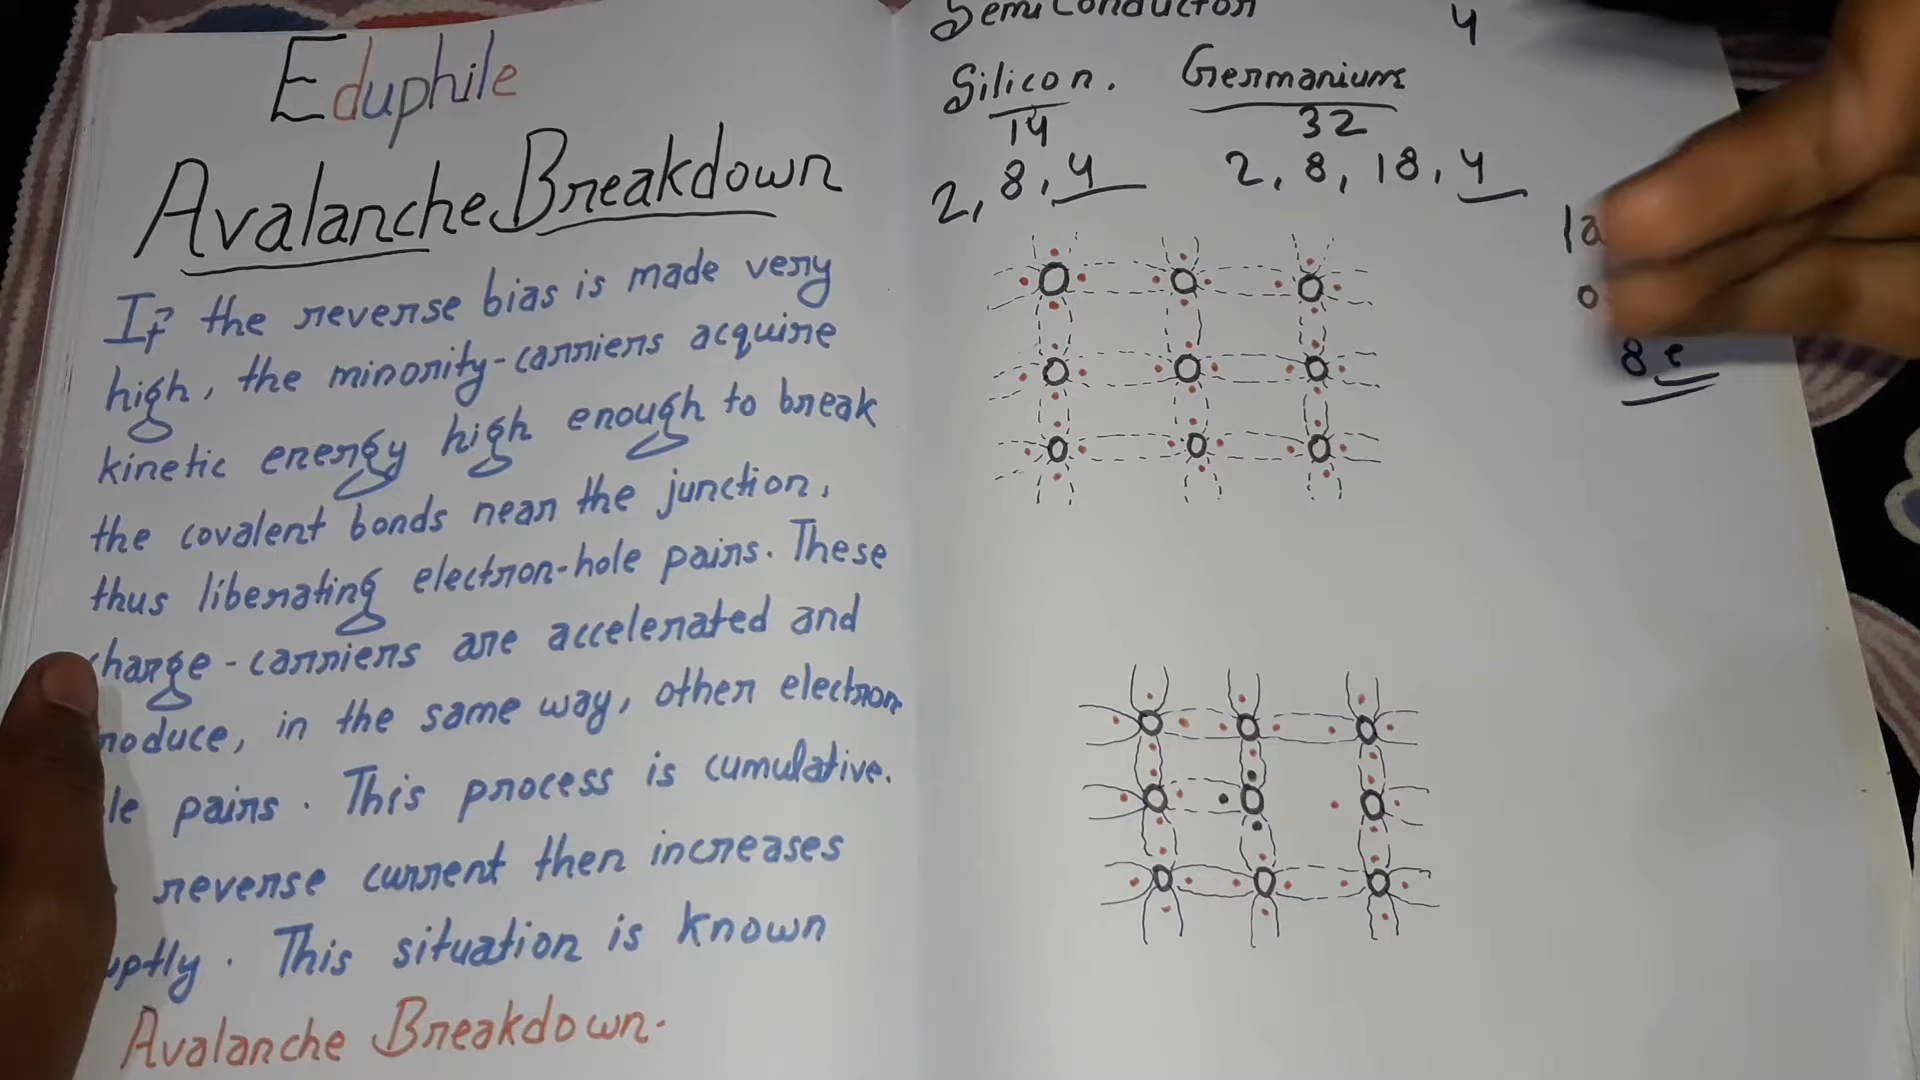 Eduphile
Avalanche Breakdown
If the reverse bias is made very
high, the minority-carriers acquire
kinetic energy high enough to break
the covalent bonds near the junction,
thus liberating electron-hole pairs. These
charge-carriers are accelerated and
in the same way, other electron
pairs. This process is cumulative.
reverse current then increases
This situation is known
Avalanche Breakdown.
Semiconductor 4
Silicon. Germanium
14 32
2, 8, 4 2, 8, 18, 4
8 e